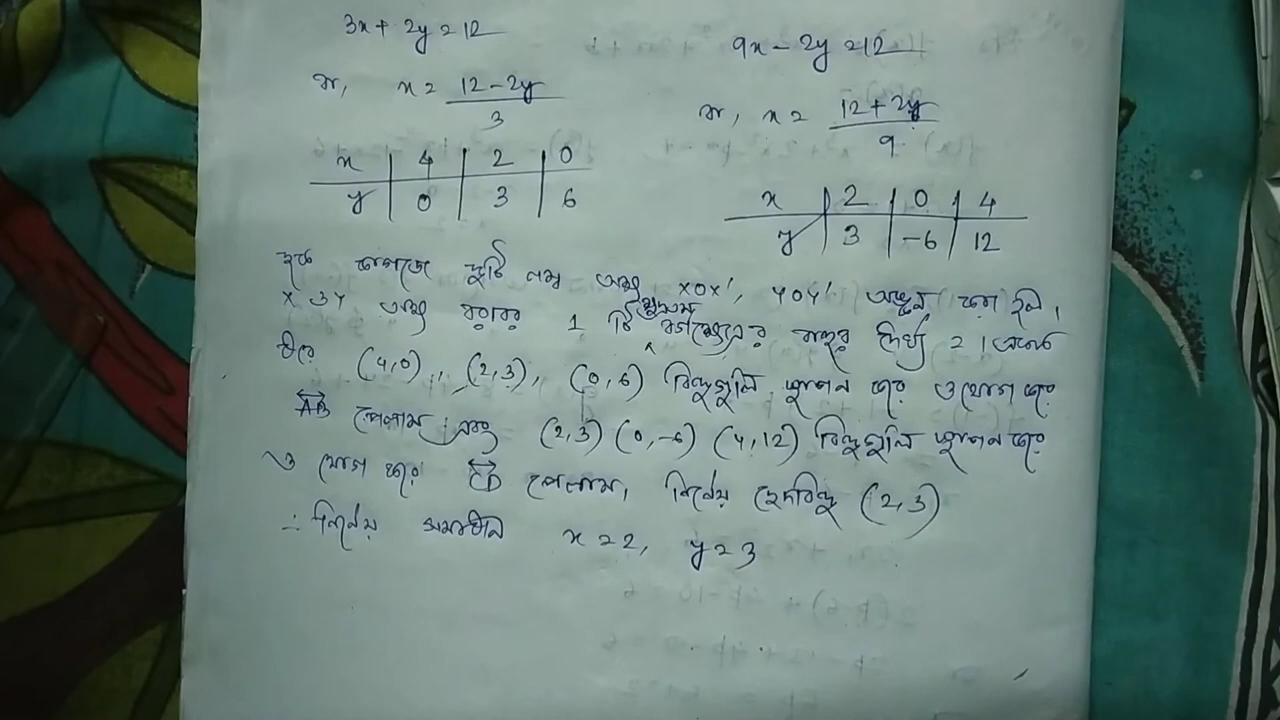 3x + 2y = 12
বা, x = (12 - 2y)/3
x | 4 | 2 | 0
y | 0 | 3 | 6
9x - 2y = 12
বা, x = (12 + 2y)/9
x | 2 | 0 | 4
y | 3 | -6 | 12
ছক কাগজে দুটি লম্ব অক্ষ XOX', YOY' অঙ্কন করা হল।
X ও Y অক্ষ বরাবর 1 টি ক্ষুদ্রতম বর্গক্ষেত্রের বাহুর দৈর্ঘ্য = 1 একক
ধরে (4,0), (2,3), (0,6) বিন্দুগুলি স্থাপন করে ও যোগ করে
AB পেলাম এবং (2,3) (0,-6) (4,12) বিন্দুগুলি স্থাপন করে
ও যোগ করে CD পেলাম। নির্ণেয় ছেদবিন্দু (2,3)
∴ নির্ণেয় সমাধান x = 2, y = 3